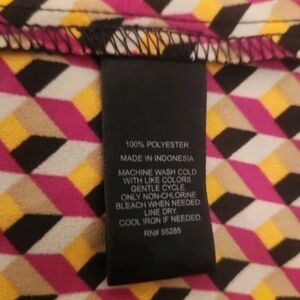 100% POLYESTER
MADE IN INDONESIA
MACHINE WASH COLD
WITH LIKE COLORS.
GENTLE CYCLE.
ONLY NON-CHLORINE
BLEACH WHEN NEEDED.
LINE DRY.
COOL IRON IF NEEDED.
RN# 55285